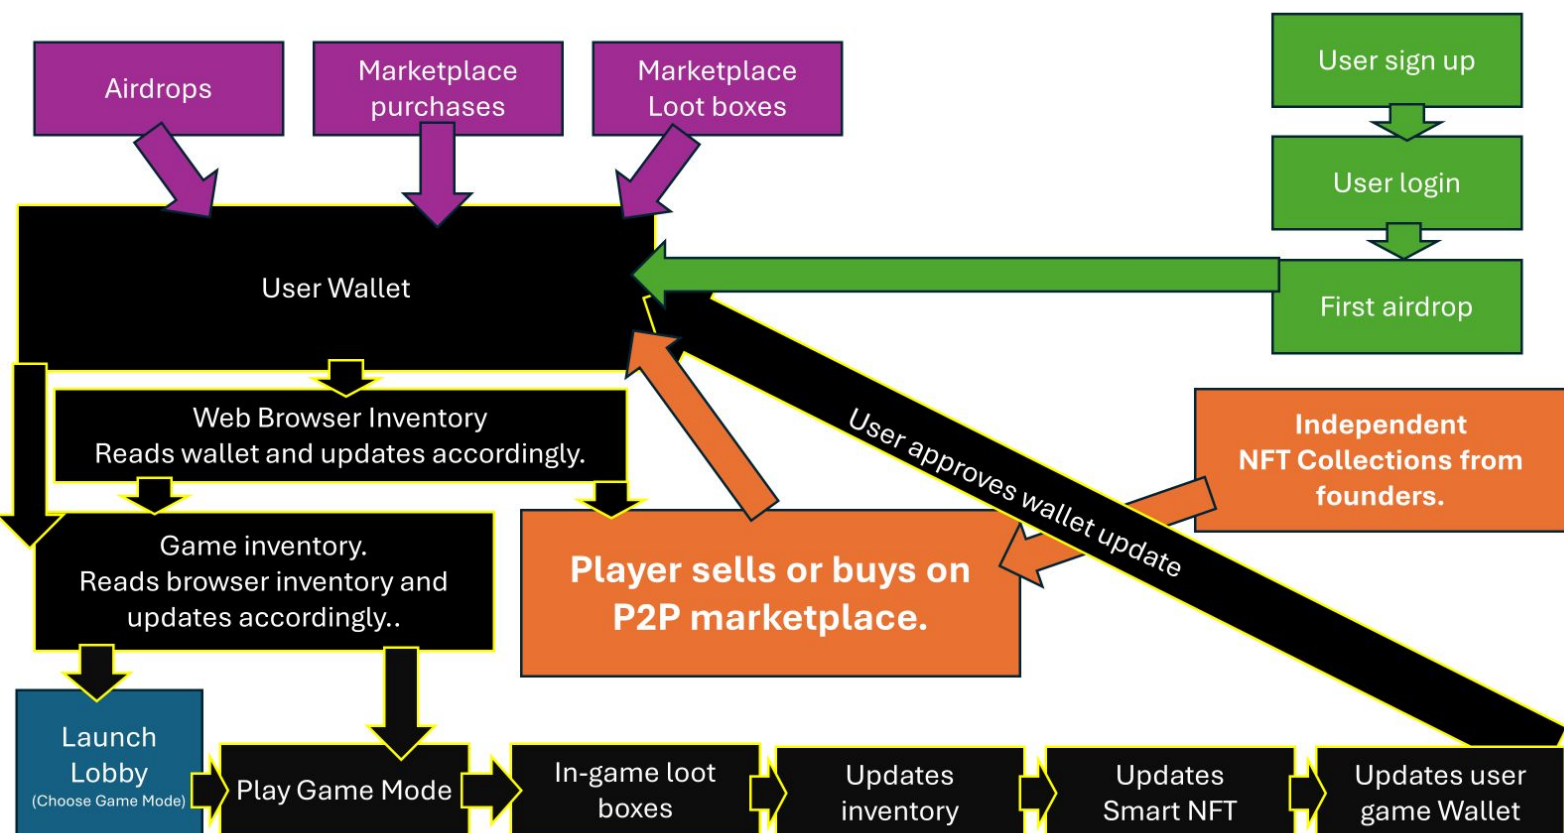 Airdrops
Marketplace
purchases
Marketplace
Loot boxes
User sign up
User login
First airdrop
User Wallet
Web Browser Inventory
Reads wallet and updates accordingly.
Independent
NFT Collections from
founders.
User approves wallet update
Game inventory.
Reads browser inventory and
updates accordingly..
Player sells or buys on
P2P marketplace.
Launch
Lobby
(Choose Game Mode)
Play Game Mode
In-game loot
boxes
Updates
inventory
Updates
Smart NFT
Updates user
game Wallet